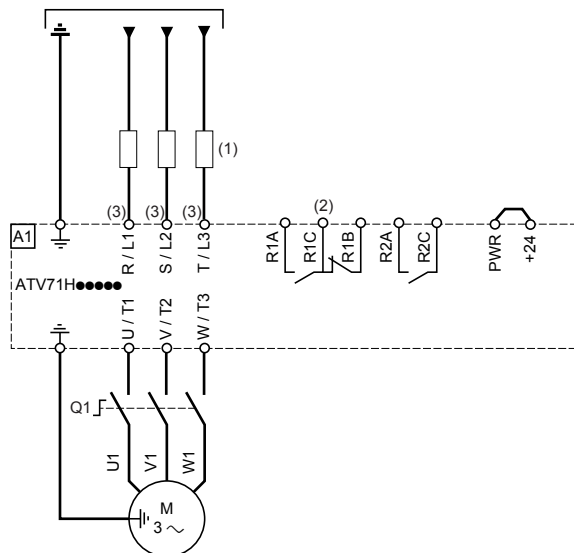 (1)
(3)
(3)
(3)
(2)
A1
R / L1
S / L2
T / L3
R1A
R1C
R1B
R2A
R2C
PWR
+24
ATV71H●●●●●
U / T1
V / T2
W / T3
Q1
U1
V1
W1
M
3 ~